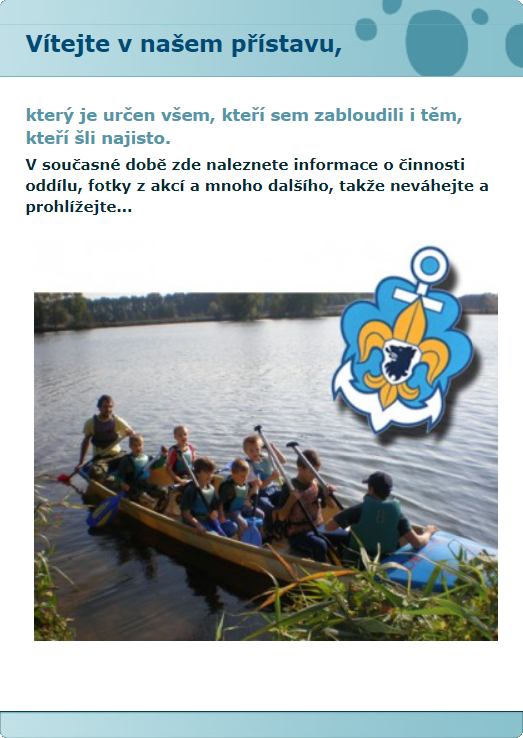 Vítejte v našem přístavu,
který je určen všem, kteří sem zabloudili i těm,
kteří šli najisto.
V současné době zde naleznete informace o činnosti
oddílu, fotky z akcí a mnoho dalšího, takže neváhejte a
prohlížejte...